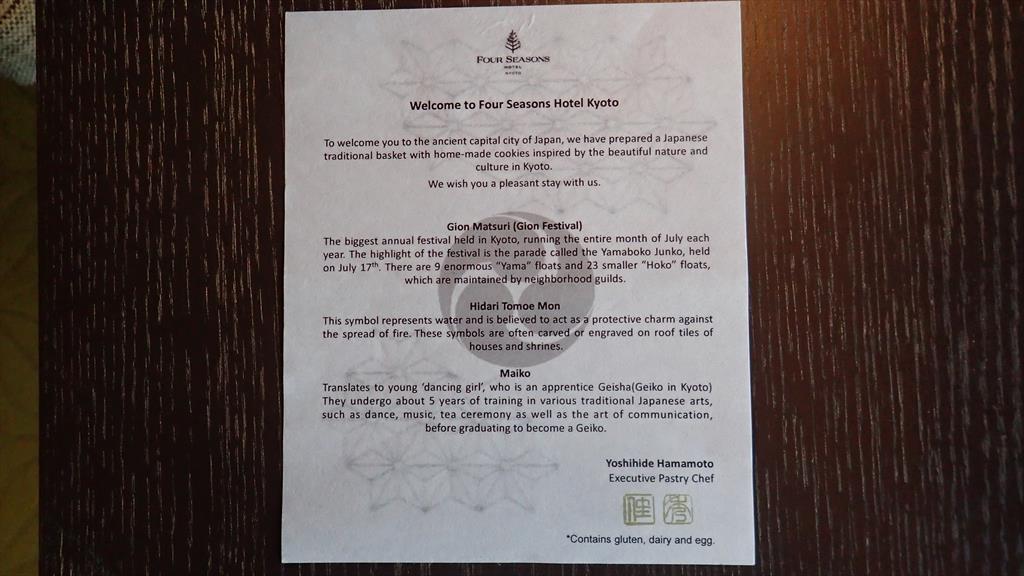 FOUR SEASONS
HOTEL
KYOTO
Welcome to Four Seasons Hotel Kyoto
To welcome you to the ancient capital city of Japan, we have prepared a Japanese
traditional basket with home-made cookies inspired by the beautiful nature and
culture in Kyoto.
We wish you a pleasant stay with us.
Gion Matsuri (Gion Festival)
The biggest annual festival held in Kyoto, running the entire month of July each
year. The highlight of the festival is the parade called the Yamaboko Junko, held
on July 17th. There are 9 enormous “Yama” floats and 23 smaller “Hoko” floats,
which are maintained by neighborhood guilds.
Hidari Tomoe Mon
This symbol represents water and is believed to act as a protective charm against
the spread of fire. These symbols are often carved or engraved on roof tiles of
houses and shrines.
Maiko
Translates to young ‘dancing girl’, who is an apprentice Geisha(Geiko in Kyoto)
They undergo about 5 years of training in various traditional Japanese arts,
such as dance, music, tea ceremony as well as the art of communication,
before graduating to become a Geiko.
Yoshihide Hamamoto
Executive Pastry Chef
*Contains gluten, dairy and egg.